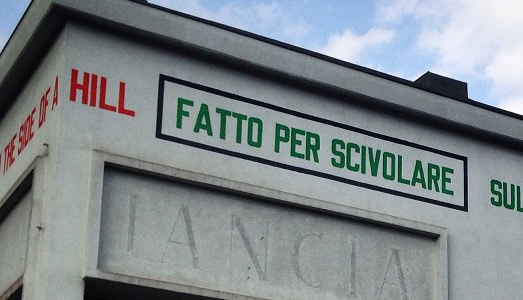 THE SIDE OF A HILL FATTO PER SCIVOLARE SUL
LANCIA